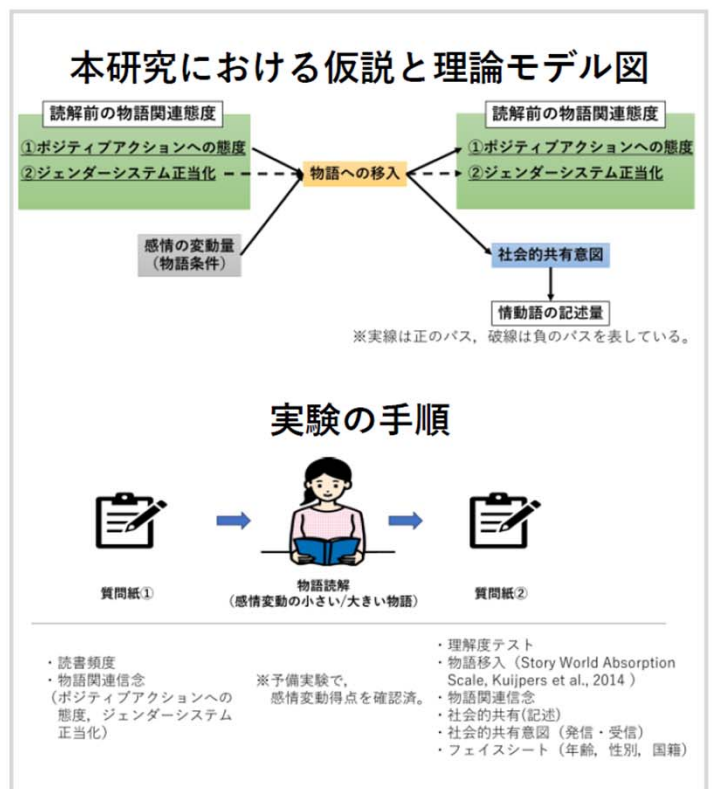 本研究における仮説と理論モデル図
読解前の物語関連態度
①ポジティブアクションへの態度
②ジェンダーシステム正当化
物語への移入
読解前の物語関連態度
①ポジティブアクションへの態度
②ジェンダーシステム正当化
感情の変動量
(物語条件)
社会的共有意図
情動語の記述量
※実線は正のパス，破線は負のパスを表している。
実験の手順
質問紙①
物語読解
(感情変動の小さい/大きい物語)
質問紙②
・読書頻度
・物語関連信念
（ポジティブアクションへの
態度，ジェンダーシステム
正当化）
※予備実験で，
感情変動得点を確認済。
・理解度テスト
・物語移入（Story World Absorption
Scale, Kuijpers et al., 2014 ）
・物語関連信念
・社会的共有(記述)
・社会的共有意図（発信・受信）
・フェイスシート（年齢，性別，国籍）